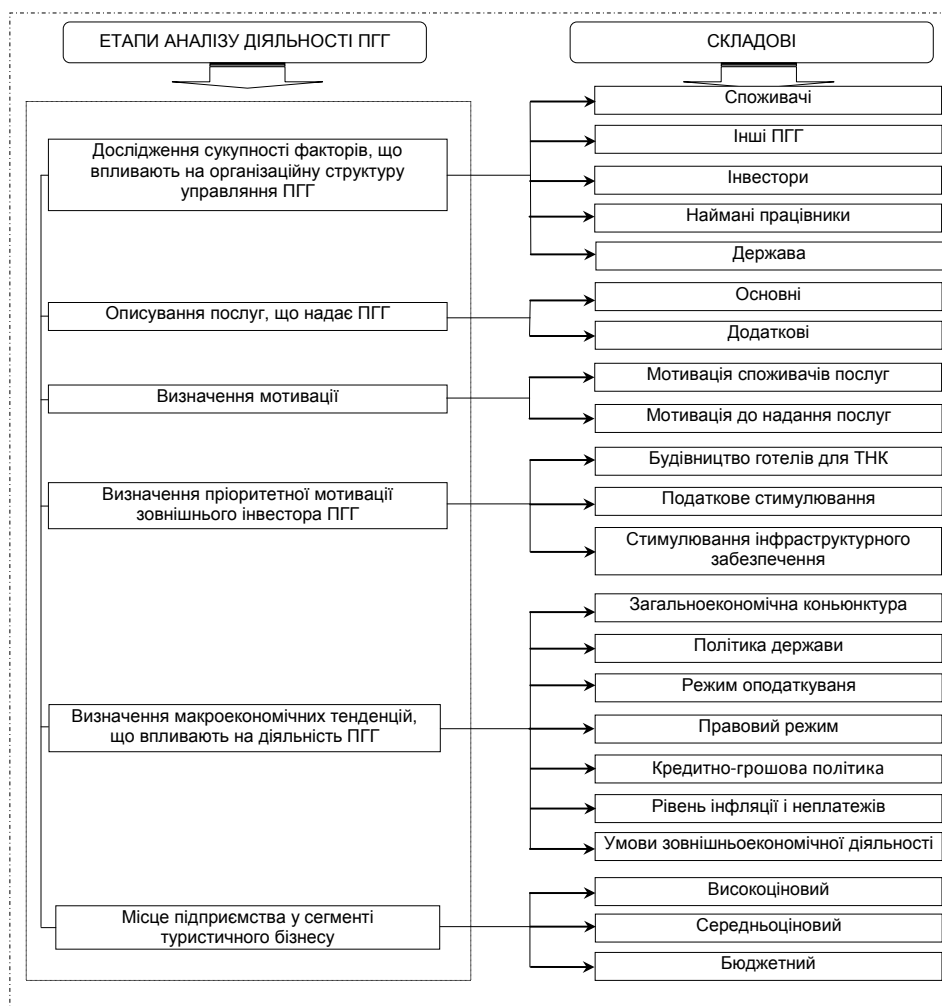 ЕТАПИ АНАЛІЗУ ДІЯЛЬНОСТІ ПГГ
СКЛАДОВІ
Дослідження сукупності факторів, що
впливають на організаційну структуру
управляння ПГГ
Споживачі
Інші ПГГ
Інвестори
Наймані працівники
Держава
Описування послуг, що надає ПГГ
Основні
Додаткові
Визначення мотивації
Мотивація споживачів послуг
Мотивація до надання послуг
Визначення пріоритетної мотивації
зовнішнього інвестора ПГГ
Будівництво готелів для ТНК
Податкове стимулювання
Стимулювання інфраструктурного
забезпечення
Визначення макроекономічних тенденцій,
що впливають на діяльність ПГГ
Загальноекономічна коньюнктура
Політика держави
Режим оподаткуваня
Правовий режим
Кредитно-грошова політика
Рівень інфляції і неплатежів
Умови зовнішньоекономічної діяльності
Місце підприємства у сегменті
туристичного бізнесу
Високоціновий
Середньоціновий
Бюджетний